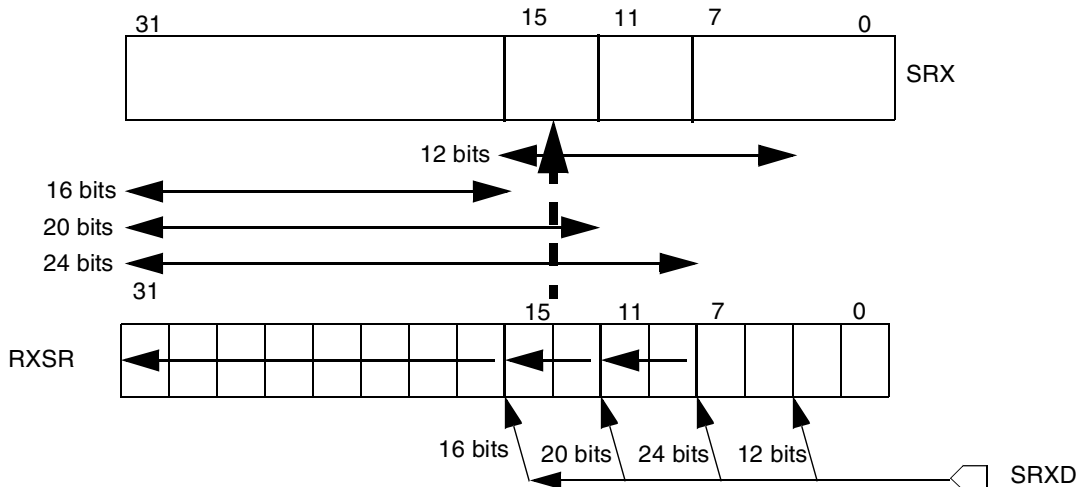 31 15 11 7 0
SRX
12 bits
16 bits
20 bits
24 bits
31
15 11 7 0
RXSR
16 bits 20 bits 24 bits 12 bits
SRXD